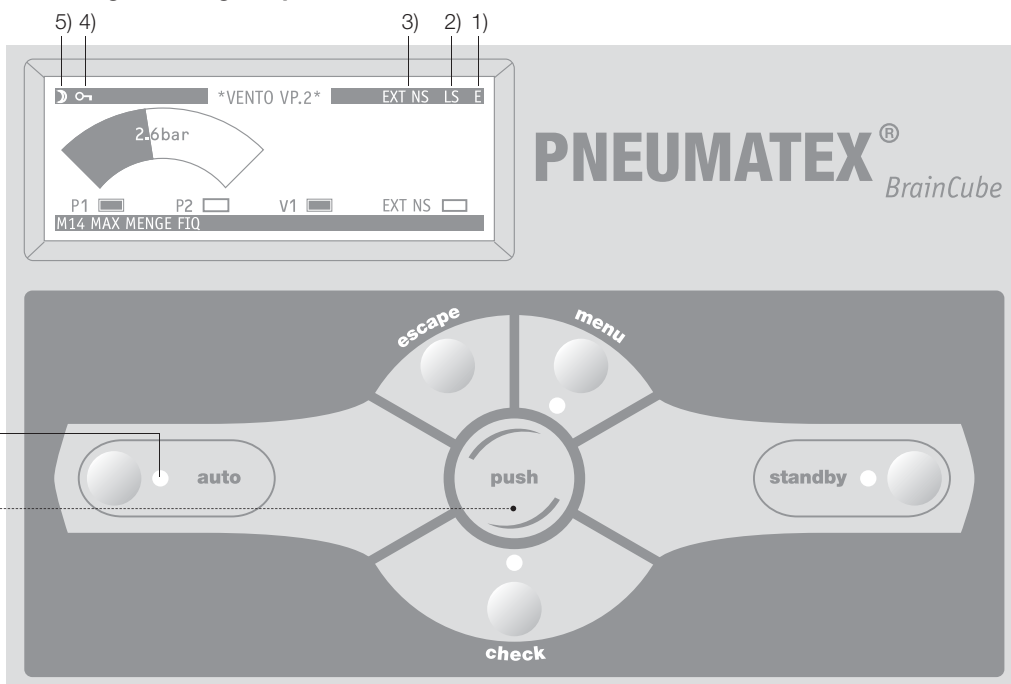 5) 4) 3) 2) 1)
*VENTO VP.2* EXT NS LS E
2.6bar
P1 P2 V1 EXT NS
M14 MAX MENGE FIQ
PNEUMATEX®
BrainCube
escape menu
auto push standby
check